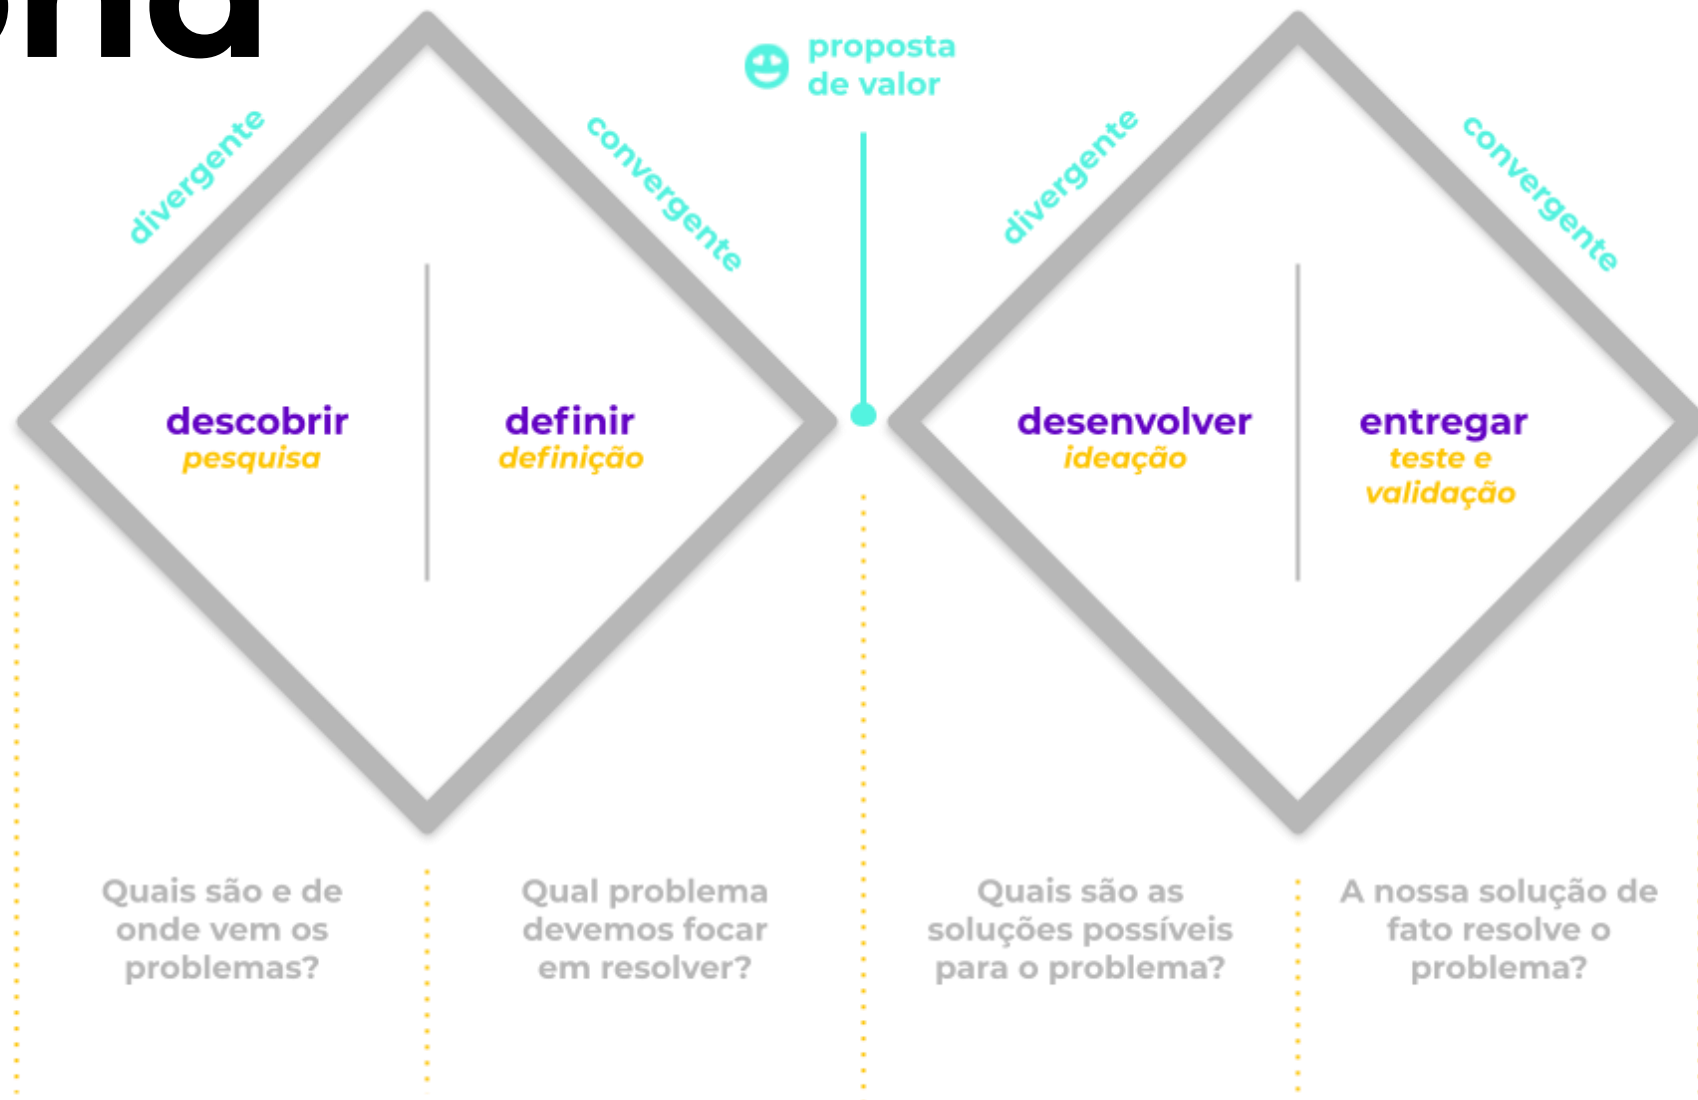 proposta
de valor
divergente
convergente
divergente
convergente
descobrir
pesquisa
definir
definição
desenvolver
ideação
entregar
teste e
validação
Quais são e de
onde vem os
problemas?
Qual problema
devemos focar
em resolver?
Quais são as
soluções possíveis
para o problema?
A nossa solução de
fato resolve o
problema?